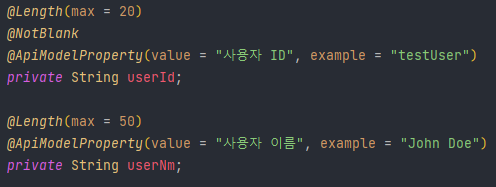 @Length(max = 20)
@NotBlank
@ApiModelProperty(value = "사용자 ID", example = "testUser")
private String userId;
@Length(max = 50)
@ApiModelProperty(value = "사용자 이름", example = "John Doe")
private String userNm;